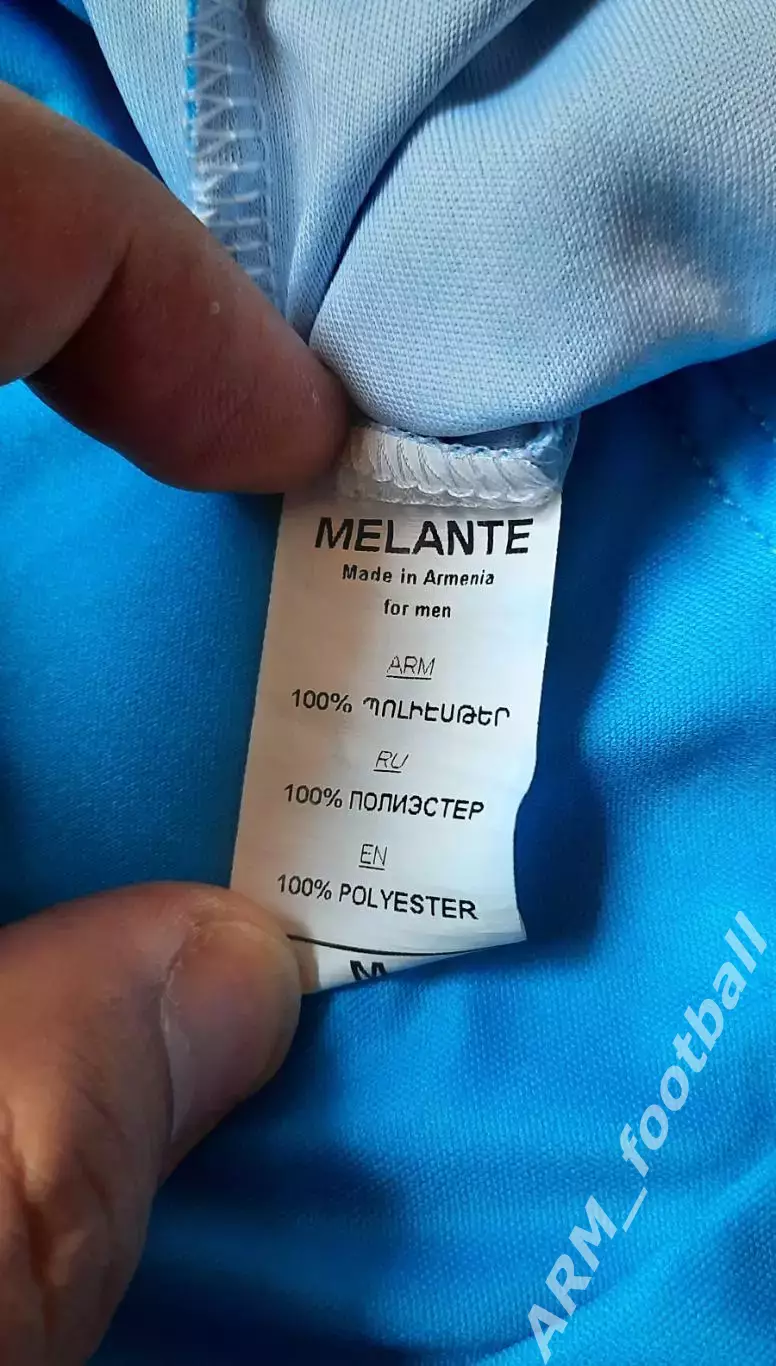 MELANTE
Made in Armenia
for men
ARM
100% ՊՈԼԻԷՍԹԵՐ
RU
100% ПОЛИЭСТЕР
EN
100% POLYESTER
M
ARM_football